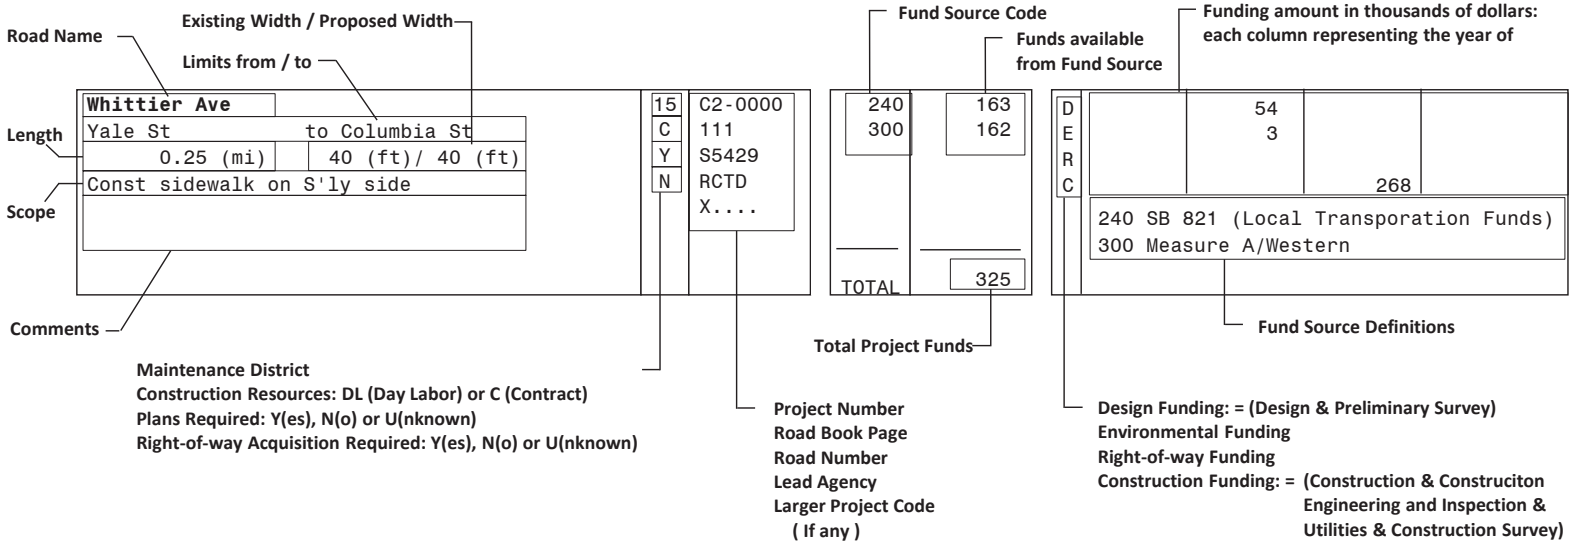 Existing Width / Proposed Width
Road Name
Limits from / to
Fund Source Code
Funds available
from Fund Source
Funding amount in thousands of dollars:
each column representing the year of
Whittier Ave
Length
Yale St to Columbia St
0.25 (mi) 40 (ft)/ 40 (ft)
Const sidewalk on S'ly side
Scope
Comments
15
C
Y
N
C2-0000
111
S5429
RCTD
X....
240 163
300 162
TOTAL 325
D 54
E 3
R
C 268
240 SB 821 (Local Transporation Funds)
300 Measure A/Western
Fund Source Definitions
Total Project Funds
Maintenance District
Construction Resources: DL (Day Labor) or C (Contract)
Plans Required: Y(es), N(o) or U(nknown)
Right-of-way Acquisition Required: Y(es), N(o) or U(nknown)
Project Number
Road Book Page
Road Number
Lead Agency
Larger Project Code
( If any )
Design Funding: = (Design & Preliminary Survey)
Environmental Funding
Right-of-way Funding
Construction Funding: = (Construction & Construciton
Engineering and Inspection &
Utilities & Construction Survey)